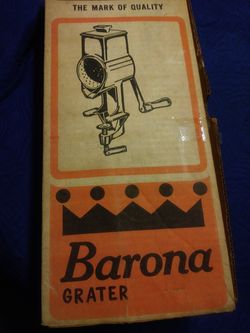 THE MARK OF QUALITY
Barona
GRATER